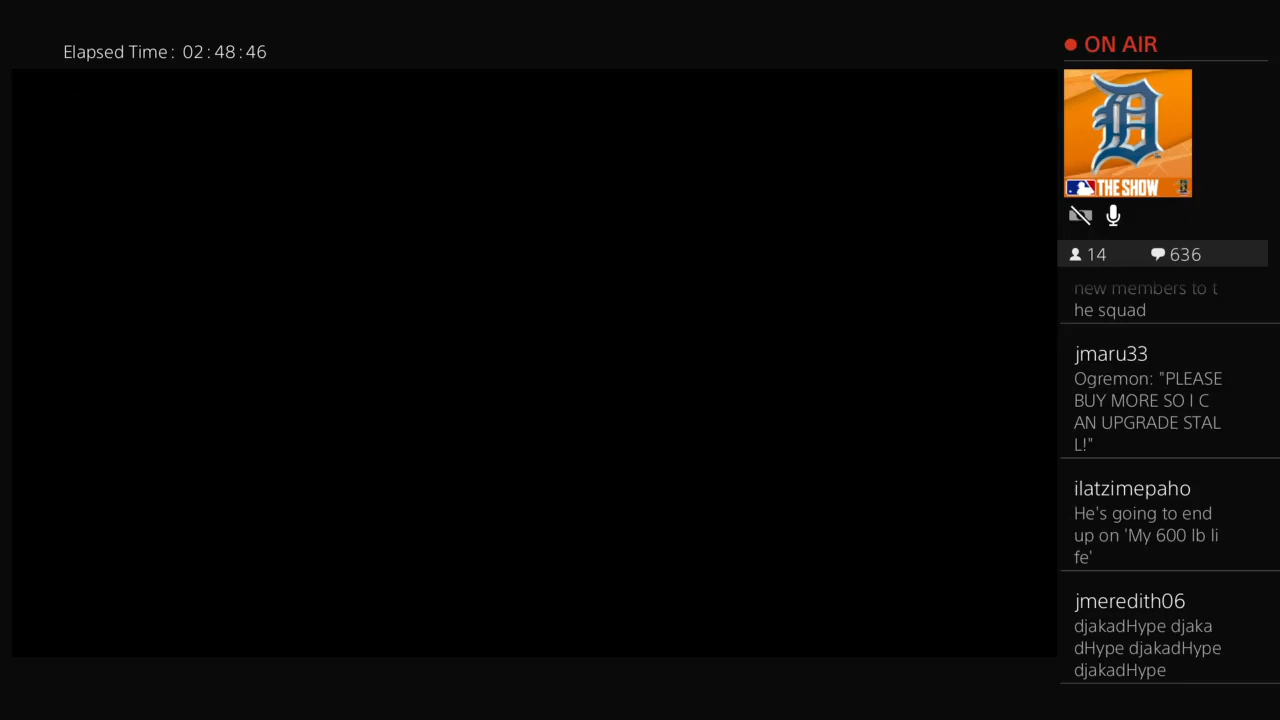 Elapsed Time: 02:48:46
ON AIR
D
THE SHOW
14 636
new members to t
he squad
jmaru33
Ogremon: "PLEASE
BUY MORE SO I C
AN UPGRADE STAL
L!"
ilatzimepaho
He's going to end
up on 'My 600 lb li
fe'
jmeredith06
djakadHype djaka
dHype djakadHype
djakadHype